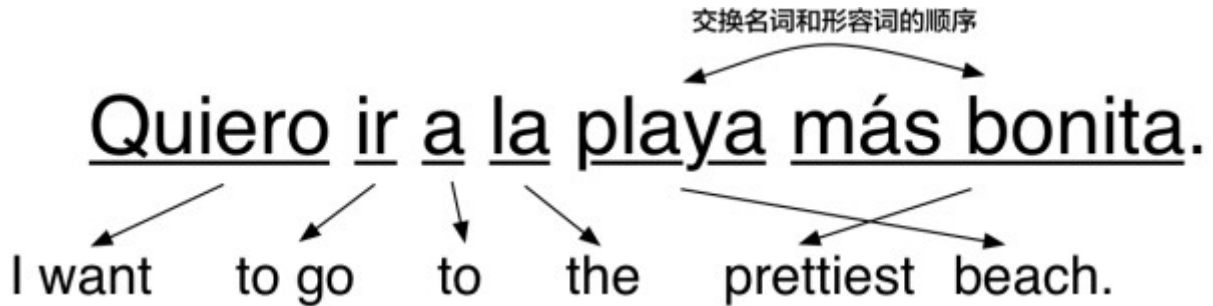 交换名词和形容词的顺序
Quiero ir a la playa más bonita.
I want to go to the prettiest beach.